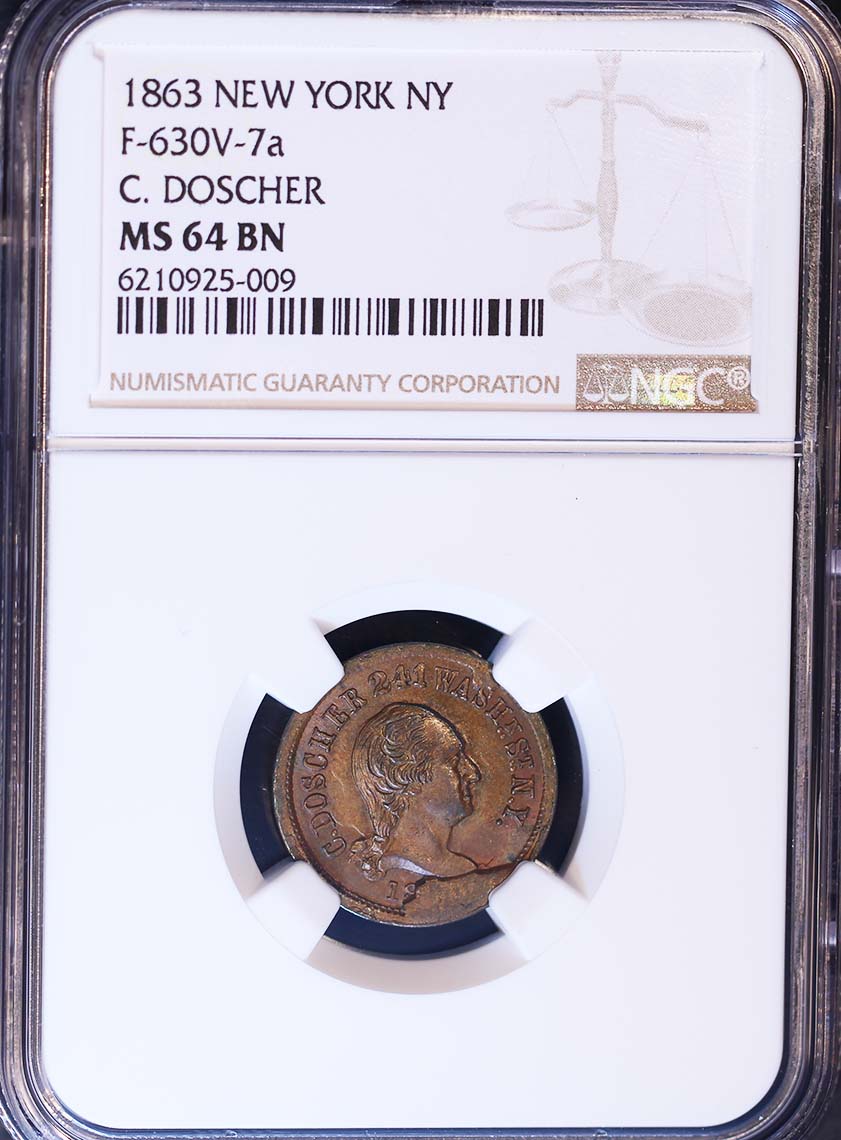 1863 NEW YORK NY
F-630V-7a
C. DOSCHER
MS 64 BN
6210925-009
NUMISMATIC GUARANTY CORPORATION
NGC®
C. DOSCHER 241 WASHN. ST. N.Y.